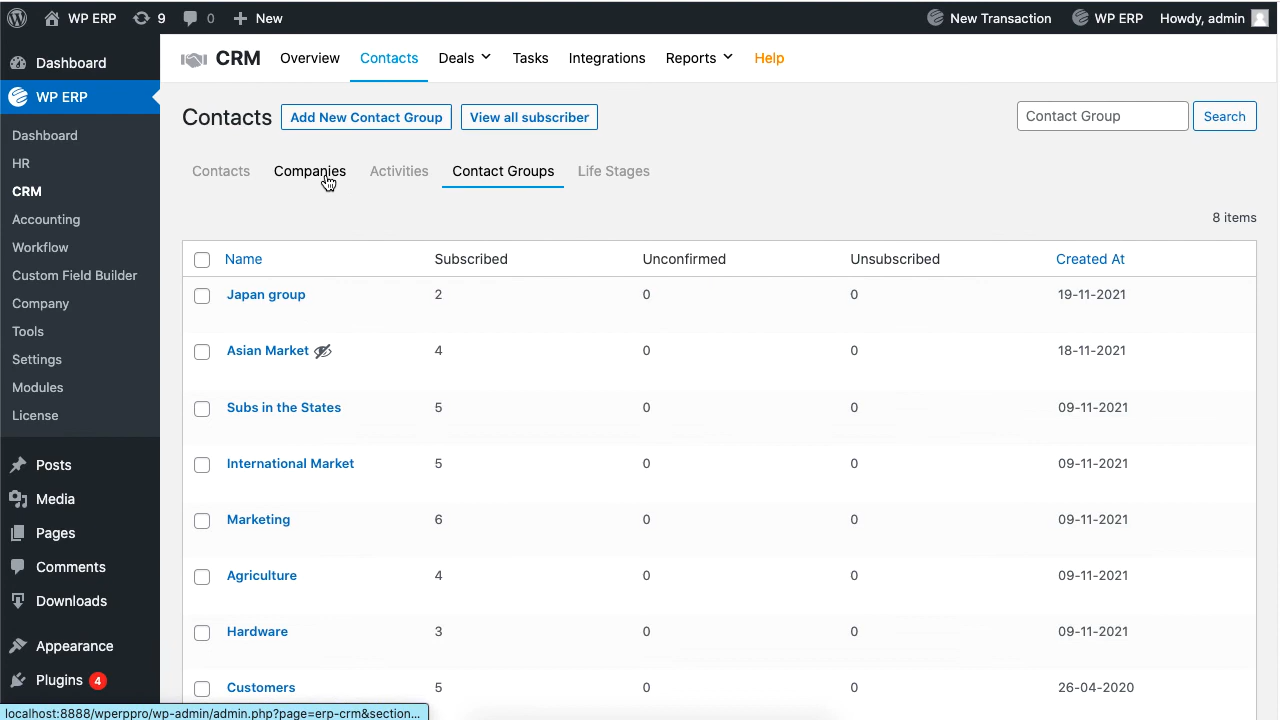 WP ERP 9 0 New New Transaction WP ERP Howdy, admin
Dashboard
WP ERP
Dashboard
HR
CRM
Accounting
Workflow
Custom Field Builder
Company
Tools
Settings
Modules
License
Posts
Media
Pages
Comments
Downloads
Appearance
Plugins 4
CRM Overview Contacts Deals Tasks Integrations Reports Help
Contacts Add New Contact Group View all subscriber Contact Group Search
Contacts Companies Activities Contact Groups Life Stages
8 items
Name Subscribed Unconfirmed Unsubscribed Created At
Japan group 2 0 0 19-11-2021
Asian Market 4 0 0 18-11-2021
Subs in the States 5 0 0 09-11-2021
International Market 5 0 0 09-11-2021
Marketing 6 0 0 09-11-2021
Agriculture 4 0 0 09-11-2021
Hardware 3 0 0 09-11-2021
Customers 5 0 0 26-04-2020
localhost:8888/wperppro/wp-admin/admin.php?page=erp-crm&section...